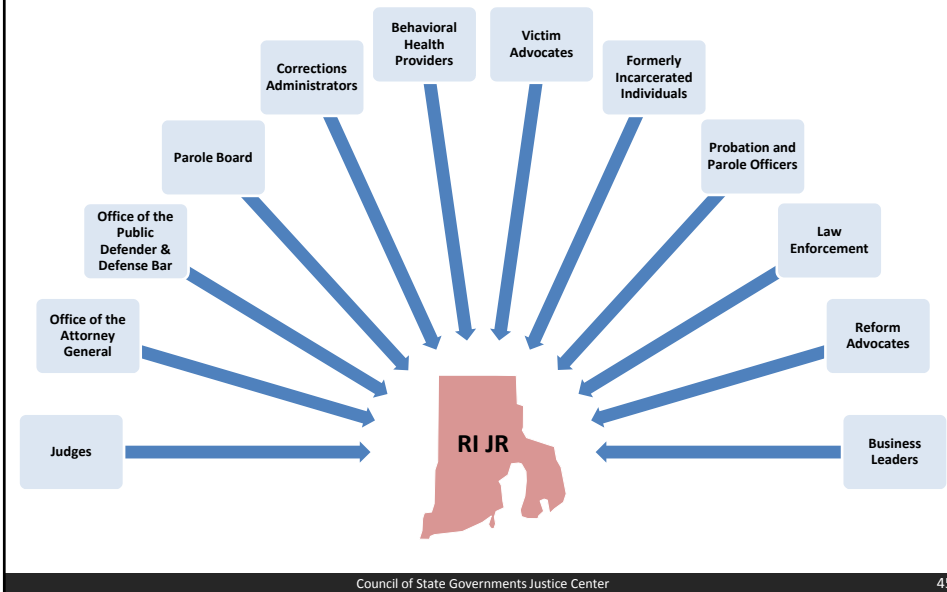 Behavioral
Health
Providers
Victim
Advocates
Corrections
Administrators
Formerly
Incarcerated
Individuals
Parole Board
Probation and
Parole Officers
Office of the
Public
Defender &
Defense Bar
Law
Enforcement
Office of the
Attorney
General
Reform
Advocates
Judges
RI JR
Business
Leaders
Council of State Governments Justice Center